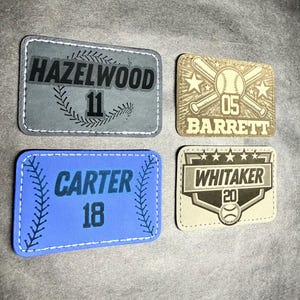 HAZELWOOD
11
05
BARRETT
CARTER
18
WHITAKER
20